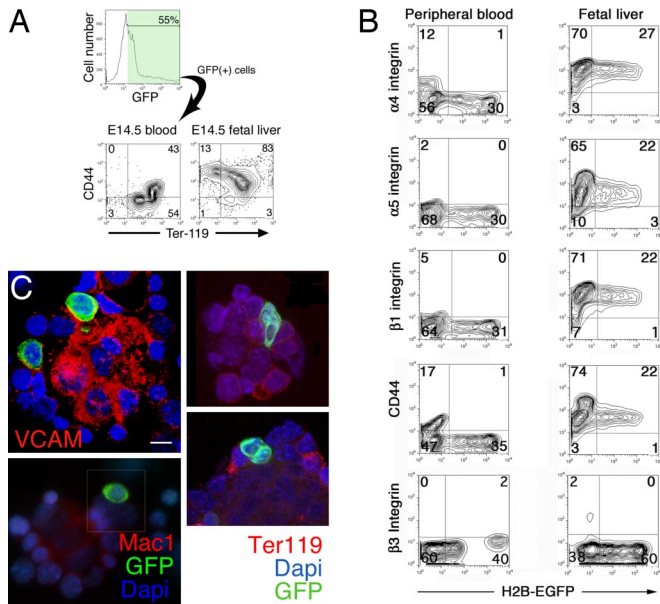 A
55%
Cell number
GFP
GFP(+) cells
E14.5 blood
E14.5 fetal liver
0 43
3 54
13 83
1 3
CD44
Ter-119
B
Peripheral blood
Fetal liver
α4 integrin
12 1
56 30
70 27
3
α5 integrin
2 0
68 30
65 22
10 3
β1 integrin
5 0
64 31
71 22
7 1
CD44
17 1
47 35
74 22
3 1
β3 Integrin
0 2
60 40
2 0
38 60
H2B-EGFP
C
VCAM
Mac1
GFP
Dapi
Ter119
Dapi
GFP